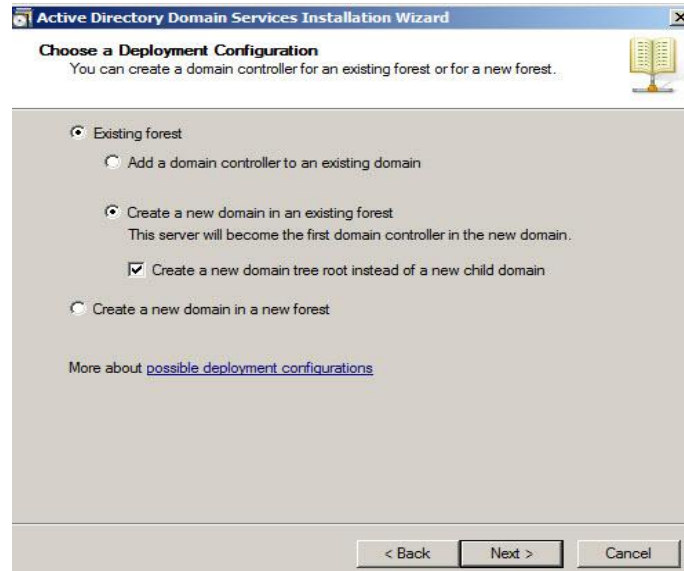 Active Directory Domain Services Installation Wizard
Choose a Deployment Configuration
You can create a domain controller for an existing forest or for a new forest.
Existing forest
Add a domain controller to an existing domain
Create a new domain in an existing forest
This server will become the first domain controller in the new domain.
Create a new domain tree root instead of a new child domain
Create a new domain in a new forest
More about possible deployment configurations
< Back Next > Cancel